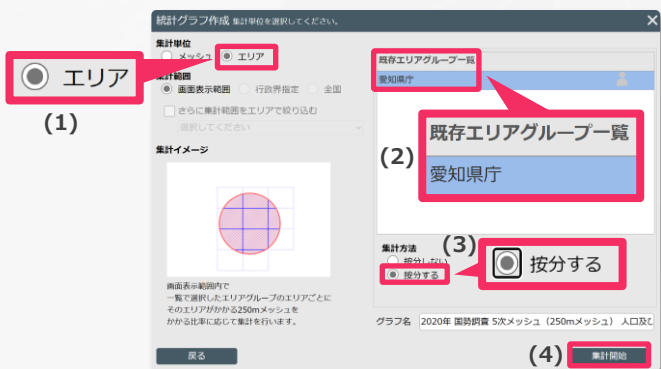 統計グラフ作成 集計単位を選択してください。
集計単位
メッシュ エリア
エリア
(1)
集計範囲
画面表示範囲 行政界指定 全国
さらに集計範囲をエリアで絞り込む
選択してください
集計イメージ
画面表示範囲内で
一覧で選択したエリアグループのエリアごとに
そのエリアがかかる250mメッシュを
かかる比率に応じて集計を行います。
戻る
既存エリアグループ一覧
愛知県庁
(2)
既存エリアグループ一覧
愛知県庁
集計方法
按分しない
按分する
(3)
按分する
グラフ名 2020年 国勢調査 5次メッシュ（250mメッシュ） 人口及び
(4)
集計開始